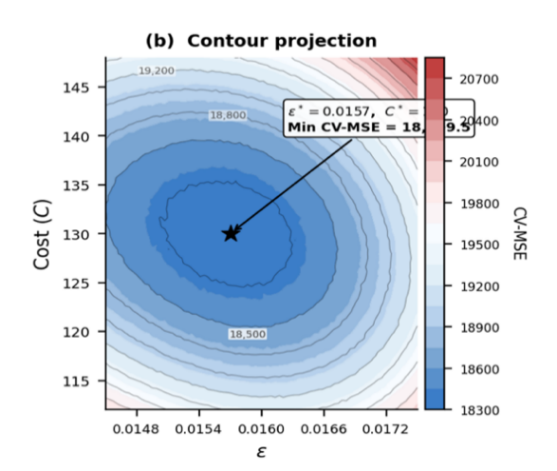 (b) Contour projection
19,200
18,800
18,500
ε* = 0.0157, C* =
Min CV-MSE = 18, 9.5
Cost (C)
145
140
135
130
125
120
115
0.0148 0.0154 0.0160 0.0166 0.0172
ε
20700
20400
20100
19800
19500
19200
18900
18600
18300
CV-MSE